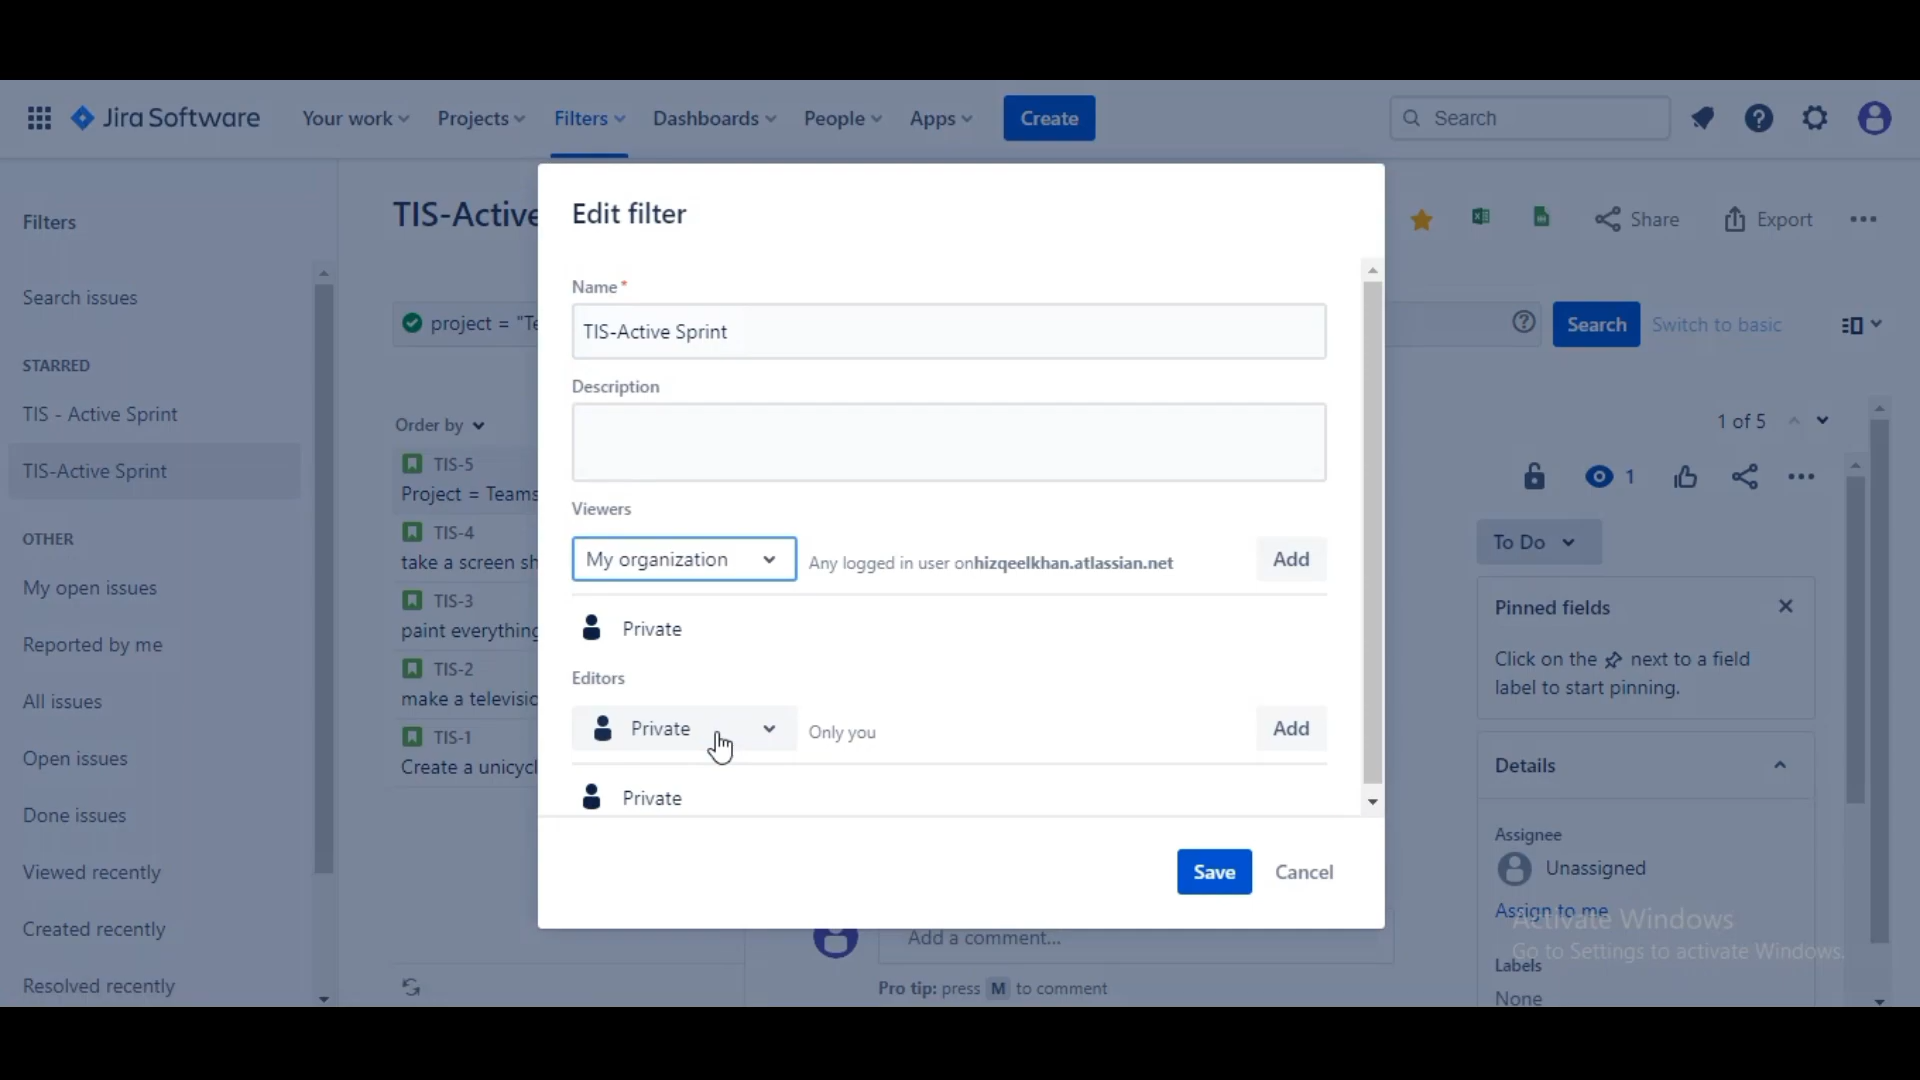 Jira Software
Your work
Projects
Filters
Dashboards
People
Apps
Create
Search
Filters
Search issues
STARRED
TIS - Active Sprint
TIS-Active Sprint
OTHER
My open issues
Reported by me
All issues
Open issues
Done issues
Viewed recently
Created recently
Resolved recently
TIS-Active
Share
Export
project = "Te
Search
Switch to basic
Order by
TIS-5
Project = Teams
TIS-4
take a screen sh
TIS-3
paint everything
TIS-2
make a televisio
TIS-1
Create a unicycl
Edit filter
Name*
TIS-Active Sprint
Description
Viewers
My organization
Any logged in user onhizqeelkhan.atlassian.net
Add
Private
Editors
Private
Only you
Add
Private
Save
Cancel
Add a comment...
Pro tip: press M to comment
1 of 5
1
To Do
Pinned fields
Click on the next to a field
label to start pinning.
Details
Assignee
Unassigned
Assign to me
Labels
None
Activate Windows
Go to Settings to activate Windows.